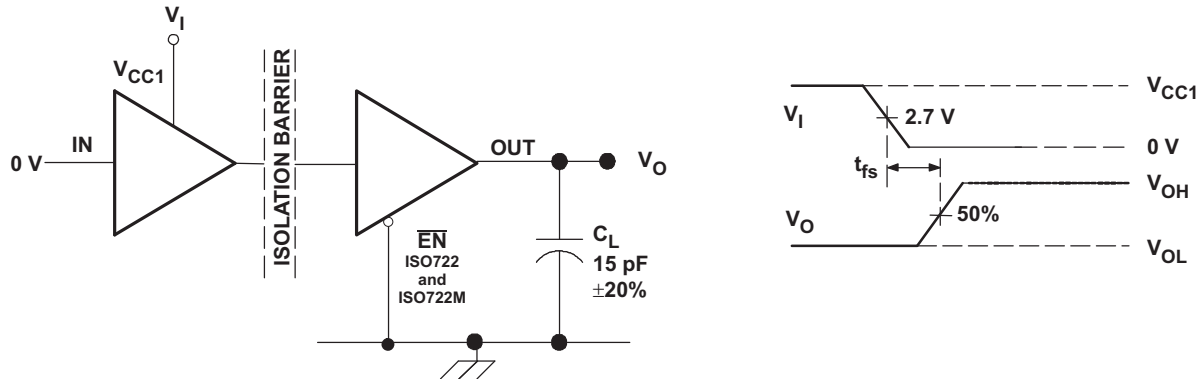 V_I
V_CC1
IN
0 V
ISOLATION BARRIER
OUT
V_O
EN
ISO722
and
ISO722M
C_L
15 pF
±20%
V_I
2.7 V
V_CC1
0 V
t_fs
V_O
50%
V_OH
V_OL